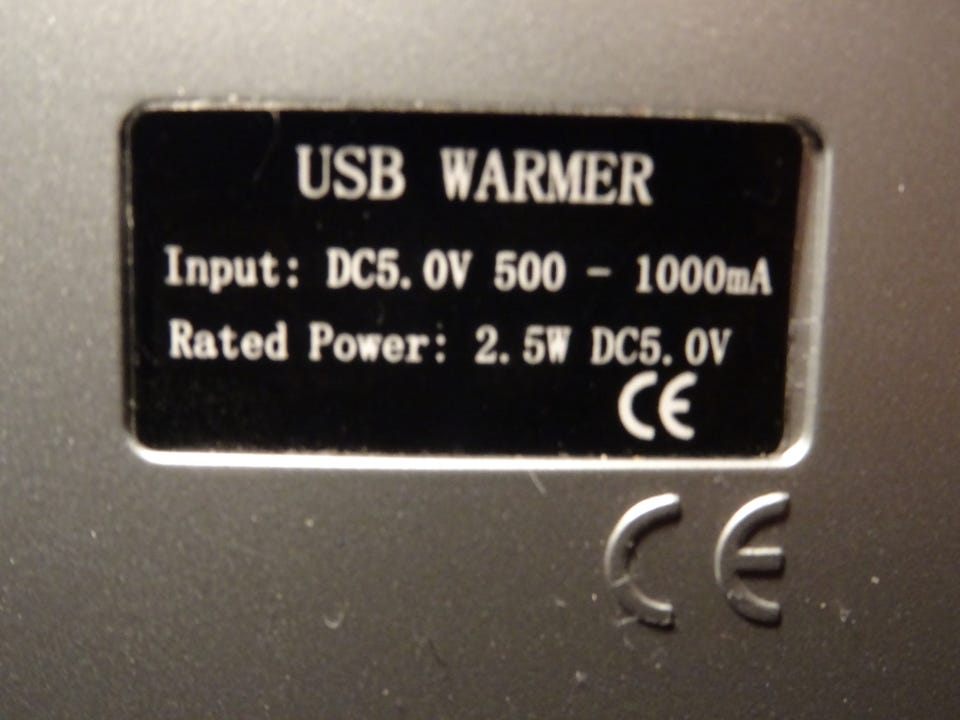 USB WARMER
Input: DC5.0V 500 - 1000mA
Rated Power: 2.5W DC5.0V
CE
CE